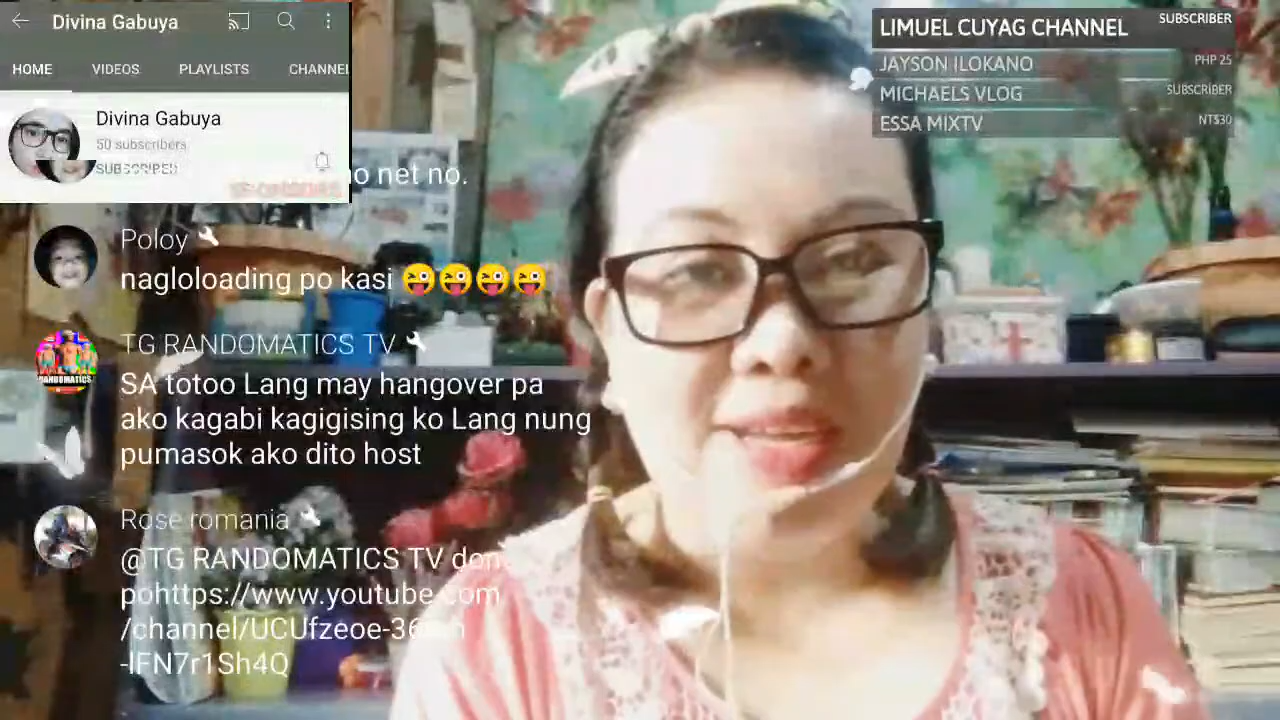 Divina Gabuya
HOME VIDEOS PLAYLISTS CHANNEL
Divina Gabuya
50 subscribers
SUBSCRIBER
no net no.
Poloy
nagloloading po kasi 😜😜😜😜
TG RANDOMATICS TV
RANDOMATICS
SA totoo Lang may hangover pa
ako kagabi kagigising ko Lang nung
pumasok ako dito host
Rose romania
@TG RANDOMATICS TV don
pohttps://www.youtube.com
-lFN7r1Sh4Q
LIMUEL CUYAG CHANNEL SUBSCRIBER
JAYSON ILOKANO PHP 25
MICHAELS VLOG SUBSCRIBER
ESSA MIXTV NT$30